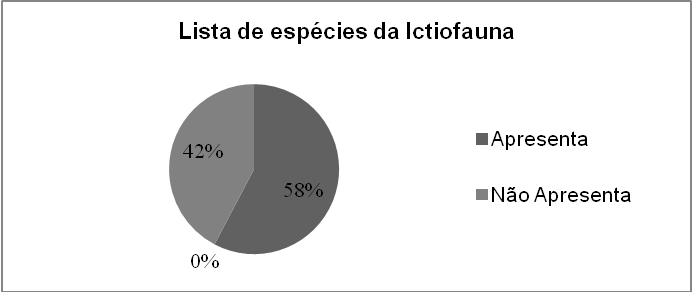 Lista de espécies da Ictiofauna
42%
58%
0%
Apresenta
Não Apresenta